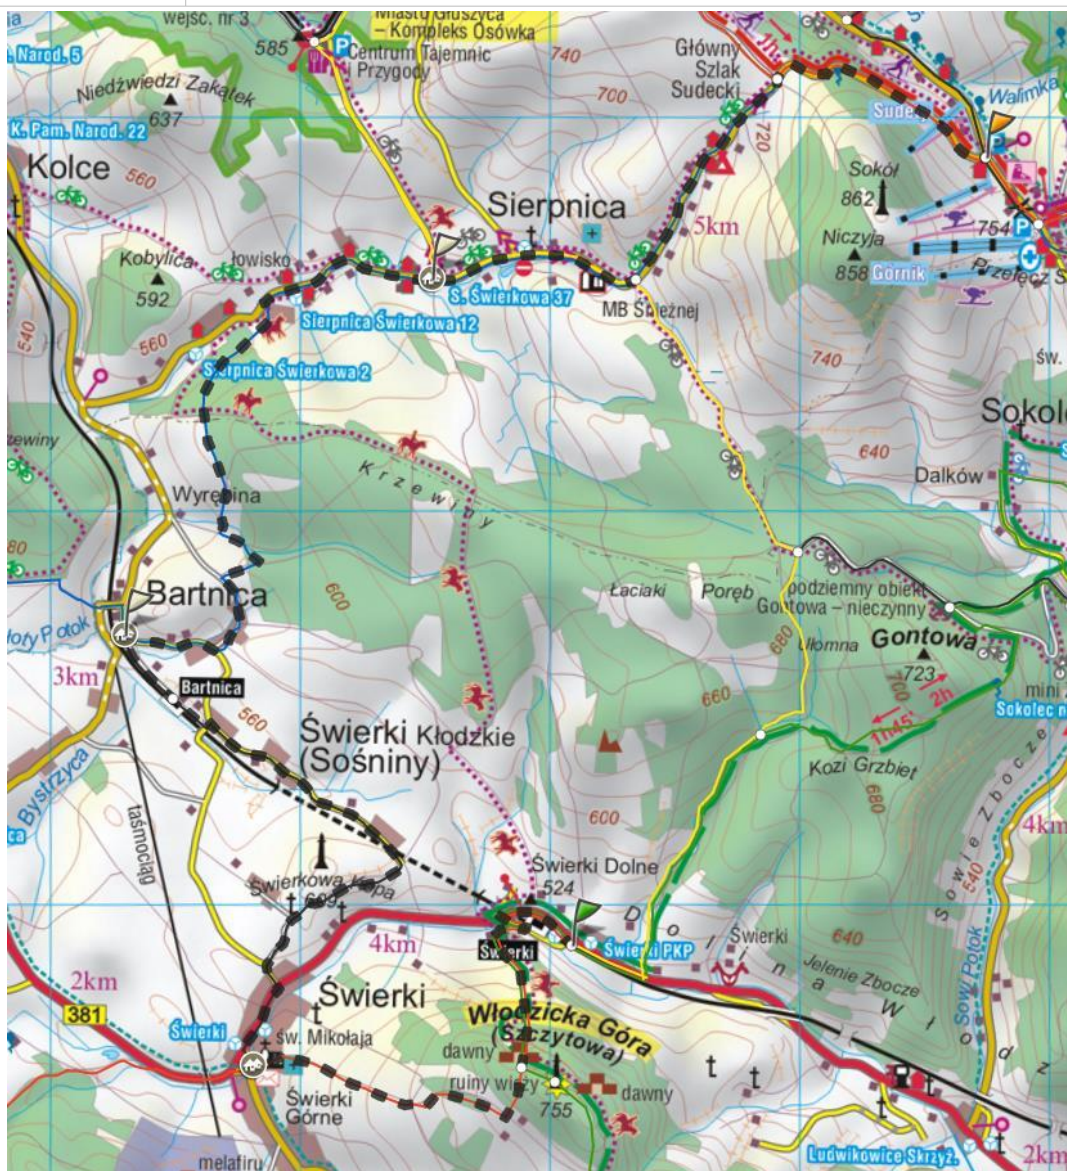 wejśc. nr 3
Miasto Głuszyca
– Kompleks Osówka
585
P
Centrum Tajemnic
i Przygody
740
Główny
Szlak
Sudecki
1h
Narod. 5
Niedźwiedzi Zakątek
637
700
720
Walimka
K. Pam. Narod. 22
Kolce
560
Sokół
862
Sierpnica
5km
754
P
Niczyja
858
Górnik
Kobylica
592
łowisko
S. Świerkowa 37
MB Śnieżnej
Sierpnica Świerkowa 12
540
560
740
św.
Sierpnica Świerkowa 2
Krzewiny
640
Dalków
Wyrębina
80
600
Łaciaki
Poręb
podziemny obiekt
Gontowa – nieczynny
Bartnica
680
Ułomna
Gontowa
723
3km
Bartnica
660
700
2h
1h45'
mini
560
Świerki Kłodzkie
(Sośniny)
Kozi Grzbiet
680
Bystrzyca
taśmociąg
600
Sowie Zbocze
4km
540
Świerki Dolne
524
Świerkowa Kopa
4km
Świerki
Świerki PKP
Świerki
640
Jelenie Zbocze
2km
381
Świerki
Włodzicka Góra
(Szczytowa)
Sowi Potok
Świerki
św. Mikołaja
dawny
ruiny wieży
dawny
755
Świerki
Górne
melafiru
Ludwikowice Skrzyż.
2km